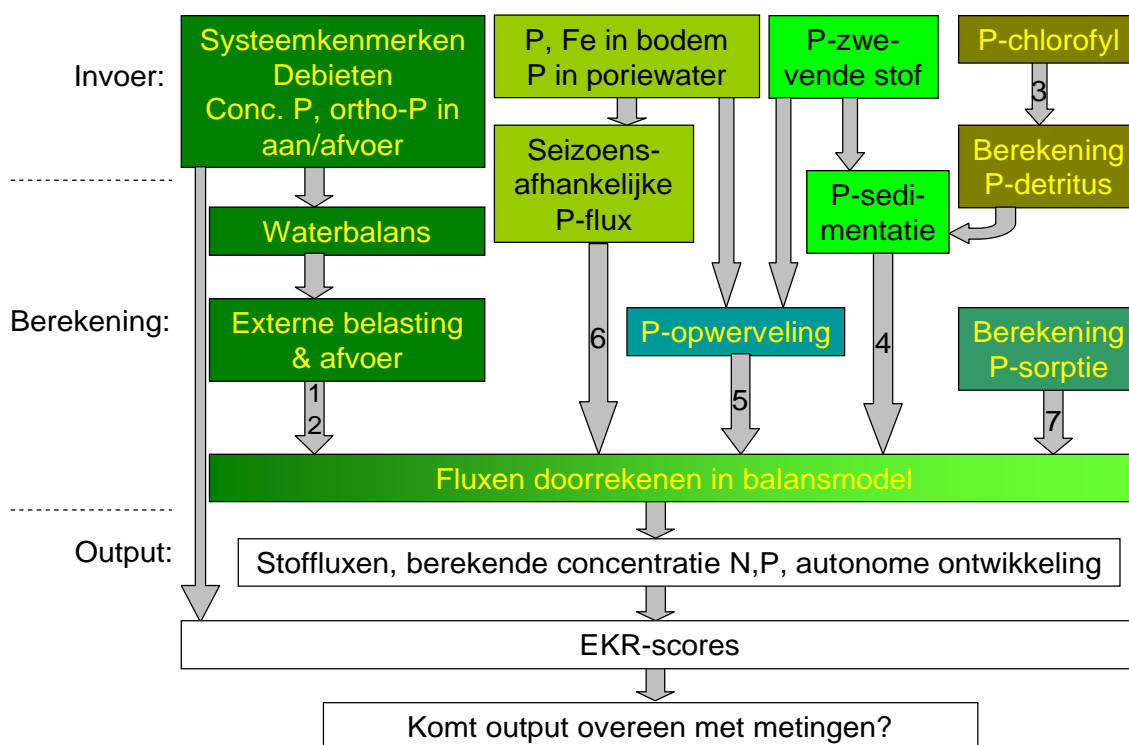 Invoer:
Systeemkenmerken
Debieten
Conc. P, ortho-P in
aan/afvoer
P, Fe in bodem
P in poriewater
P-zwe-
vende stof
P-chlorofyl
3
Seizoens-
afhankelijke
P-flux
Berekening
P-detritus
P-sedi-
mentatie
Waterbalans
Berekening:
Externe belasting
& afvoer
P-opwerveling
Berekening
P-sorptie
1
2
6
5
4
7
Fluxen doorrekenen in balansmodel
Output:
Stoffluxen, berekende concentratie N,P, autonome ontwikkeling
EKR-scores
Komt output overeen met metingen?